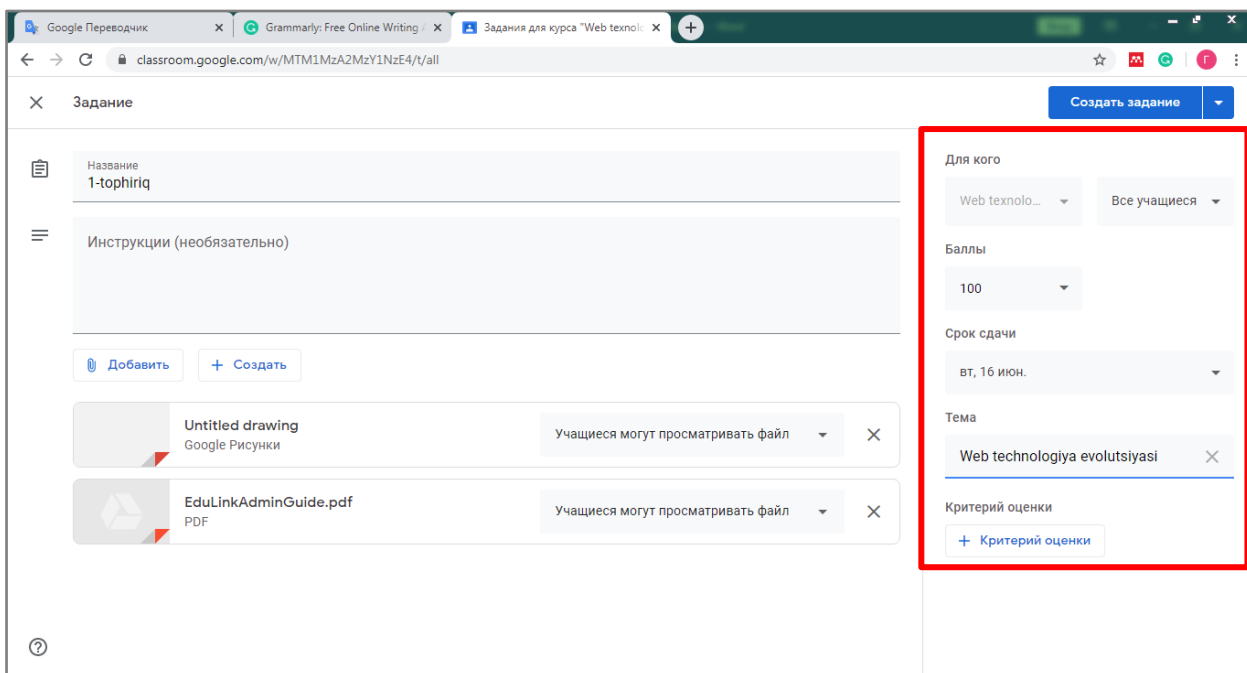 Google Переводчик
Grammarly: Free Online Writing A
Задания для курса "Web texnolo
classroom.google.com/w/MTM1MzA2MzY1NzE4/t/all
Г
Задание
Создать задание
Название
1-tophiriq
Инструкции (необязательно)
Добавить
Создать
Untitled drawing
Google Рисунки
Учащиеся могут просматривать файл
EduLinkAdminGuide.pdf
PDF
Учащиеся могут просматривать файл
Для кого
Web texnolo...
Все учащиеся
Баллы
100
Срок сдачи
вт, 16 июн.
Тема
Web technologiya evolutsiyasi
Критерий оценки
+ Критерий оценки